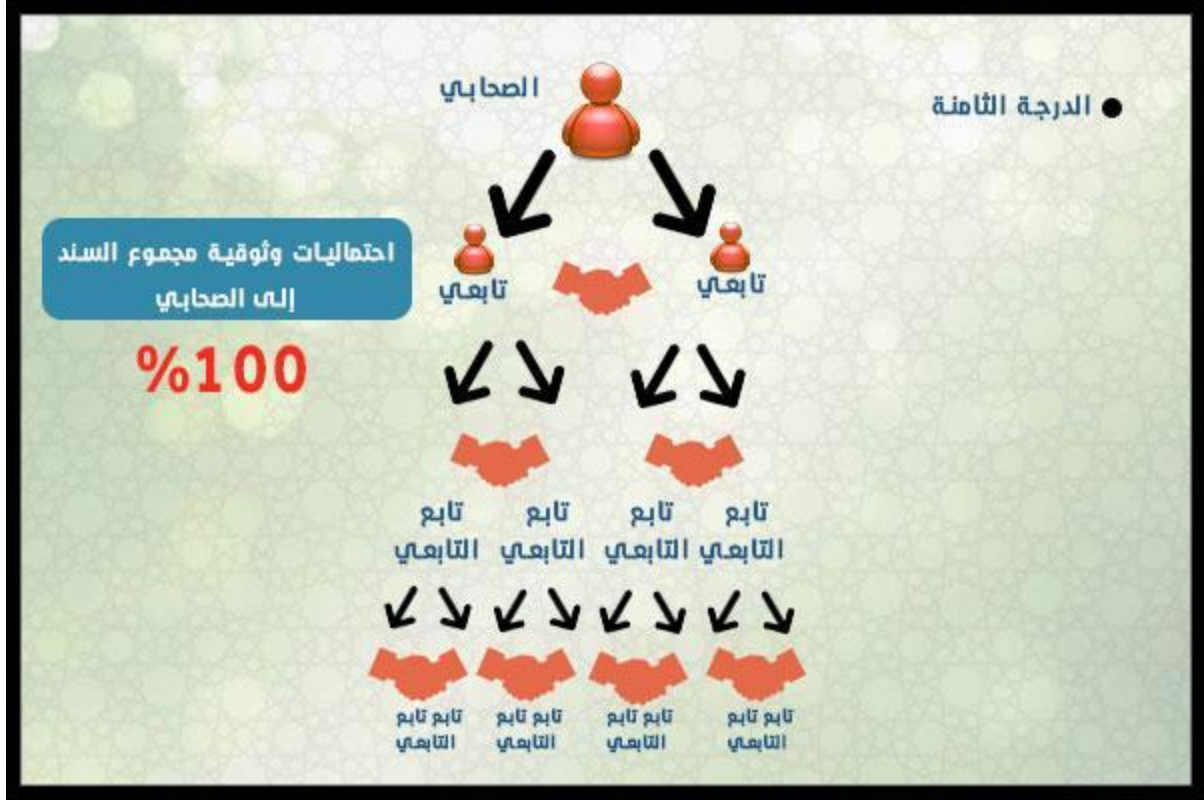 ● الدرجة الثامنة
الصحابي
احتماليات وثوقية مجموع السند
إلى الصحابي
%100
تابعي
تابعي
تابع تابع تابع تابع
التابعي التابعي التابعي التابعي
تابع تابع تابع تابع تابع تابع تابع تابع
التابعي التابعي التابعي التابعي